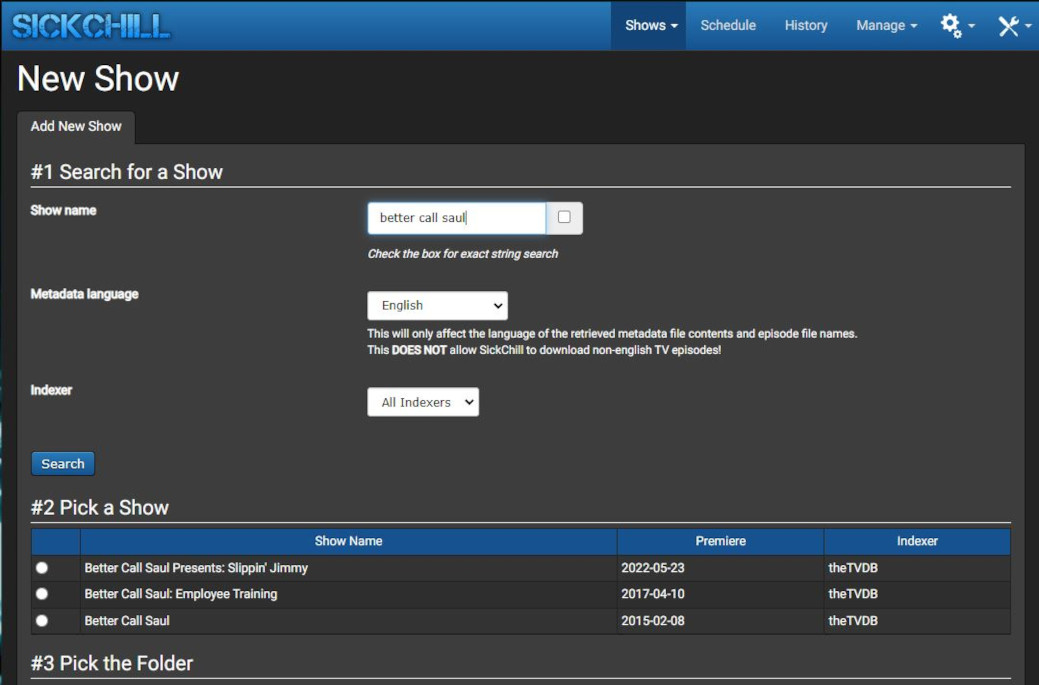 SICKCHILL
Shows Schedule History Manage
New Show
Add New Show
#1 Search for a Show
Show name
better call saul
Check the box for exact string search
Metadata language
English
This will only affect the language of the retrieved metadata file contents and episode file names.
This DOES NOT allow SickChill to download non-english TV episodes!
Indexer
All Indexers
Search
#2 Pick a Show
Show Name Premiere Indexer
Better Call Saul Presents: Slippin' Jimmy 2022-05-23 theTVDB
Better Call Saul: Employee Training 2017-04-10 theTVDB
Better Call Saul 2015-02-08 theTVDB
#3 Pick the Folder